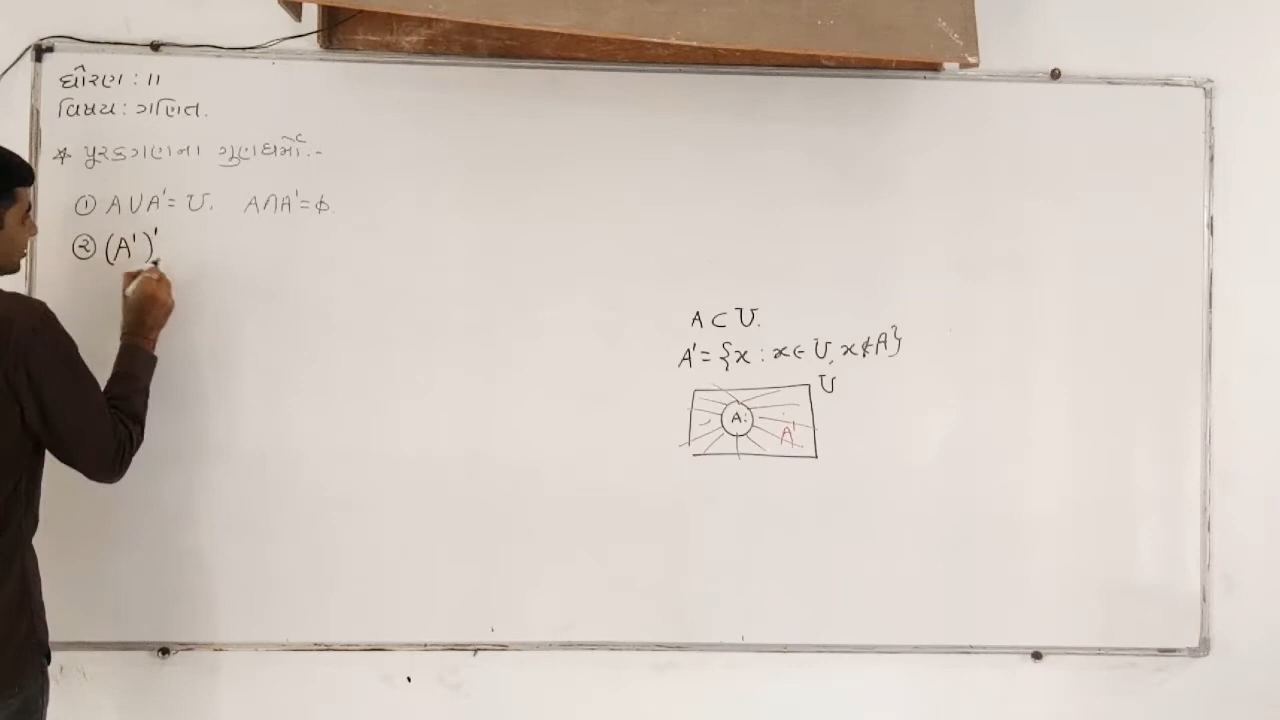 ધોરણ : 11
વિષય : ગણિત.
* પૂરકગણના ગુણધર્મો :-
① A∪A' = U. A∩A' = ϕ.
② (A')'
A ⊂ U.
A' = {x : x ∈ U, x ∉ A}
U
A
A'